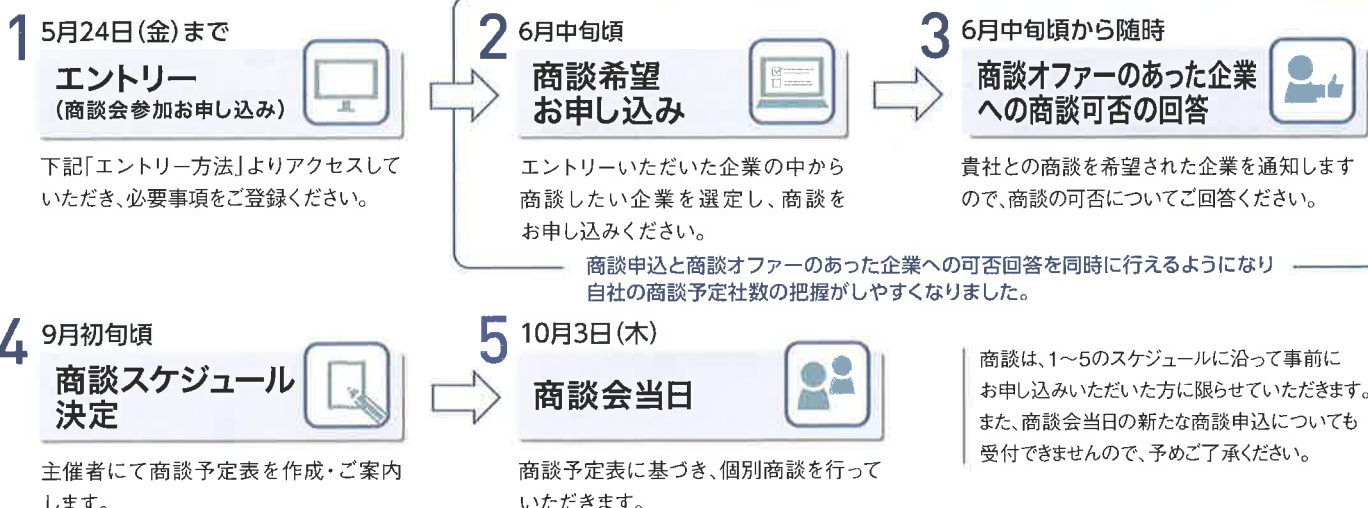 1 5月24日(金)まで
エントリー
(商談会参加お申し込み)
下記「エントリー方法」よりアクセスして
いただき、必要事項をご登録ください。
2 6月中旬頃
商談希望
お申し込み
エントリーいただいた企業の中から
商談したい企業を選定し、商談を
お申し込みください。
3 6月中旬頃から随時
商談オファーのあった企業
への商談可否の回答
貴社との商談を希望された企業を通知します
ので、商談の可否についてご回答ください。
商談申込と商談オファーのあった企業への可否回答を同時に行えるようになり
自社の商談予定社数の把握がしやすくなりました。
4 9月初旬頃
商談スケジュール
決定
主催者にて商談予定表を作成・ご案内
します。
5 10月3日(木)
商談会当日
商談予定表に基づき、個別商談を行って
いただきます。
商談は、1〜5のスケジュールに沿って事前に
お申し込みいただいた方に限らせていただきます。
また、商談会当日の新たな商談申込についても
受付できませんので、予めご了承ください。